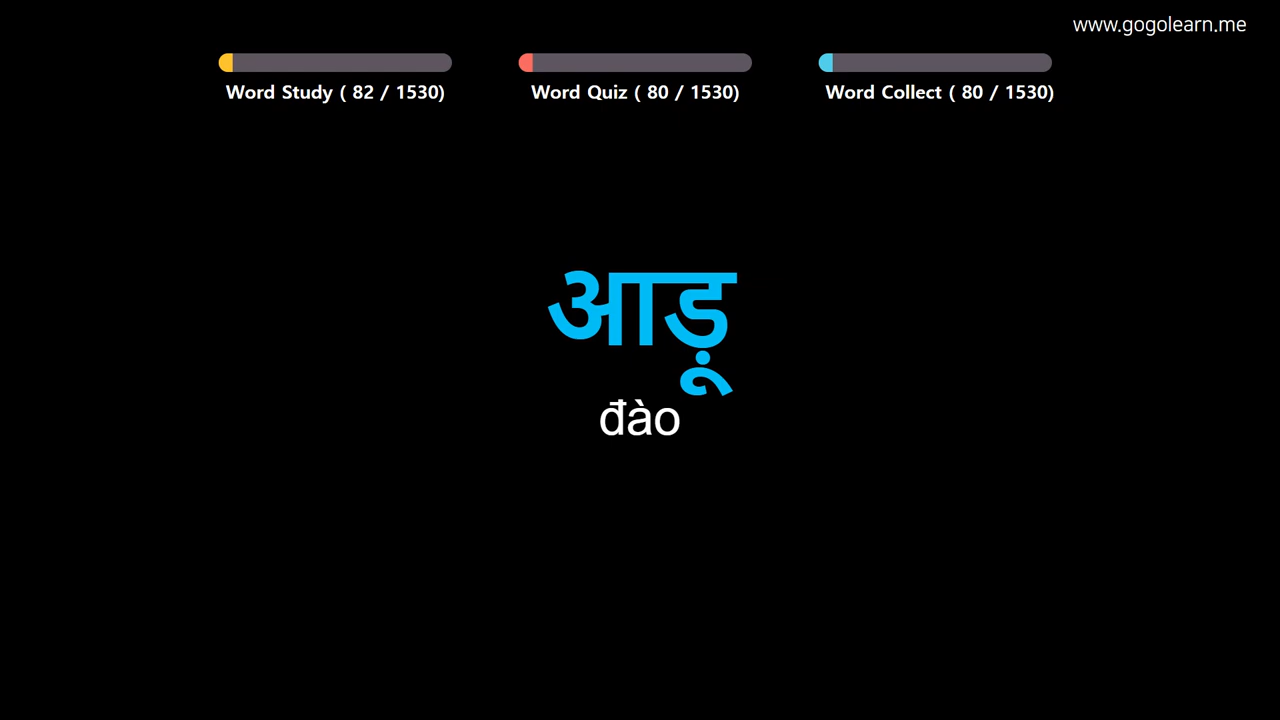 www.gogolearn.me
Word Study ( 82 / 1530)
Word Quiz ( 80 / 1530)
Word Collect ( 80 / 1530)
आड़ू
đào